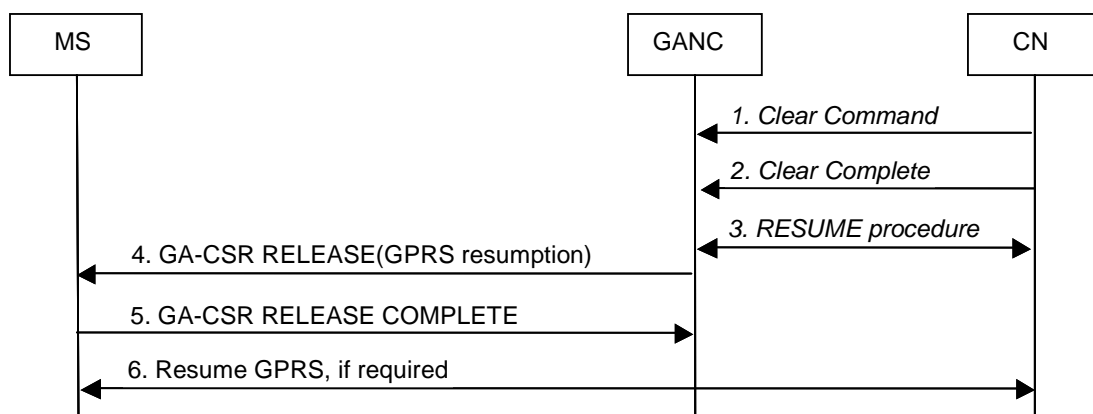 MS
GANC
CN
1. Clear Command
2. Clear Complete
3. RESUME procedure
4. GA-CSR RELEASE(GPRS resumption)
5. GA-CSR RELEASE COMPLETE
6. Resume GPRS, if required